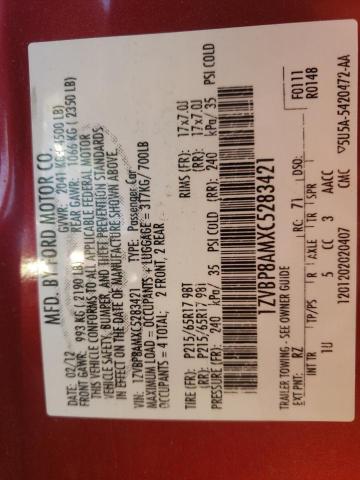 MFD. BY FORD MOTOR CO.
DATE: 02/12 GVWR: 2041 KG (4500 LB)
FRONT GAWR: 993 KG (2190 LB) REAR GAWR: 1066KG (2350 LB)
THIS VEHICLE CONFORMS TO ALL APPLICABLE FEDERAL MOTOR
VEHICLE SAFETY, BUMPER, AND THEFT PREVENTION STANDARDS
IN EFFECT ON THE DATE OF MANUFACTURE SHOWN ABOVE.
VIN: 1ZVBP8AMXC5283421 TYPE: Passenger Car
MAXIMUM LOAD = OCCUPANTS + LUGGAGE = 317KG/700LB
OCCUPANTS = 4 TOTAL: 2 FRONT, 2 REAR
TIRE (FR): P215/65R17 98T RIMS (FR): 17x7.0J
(RR): P215/65R17 98T (RR): 17x7.0J
PRESSURE (FR): 240 kPa/ 35 PSI COLD (RR): 240 kPa/ 35 PSI COLD
1ZVBP8AMXC5283421
TRAILER TOWING - SEE OWNER GUIDE F0111
EXT PNT: RZ RC: 71 DSO: R0148
INT TR TP/PS R AXLE TR SPR
1U 5 CC 3 AACC
1201202020407 CMC 5U5A-5420472-AA